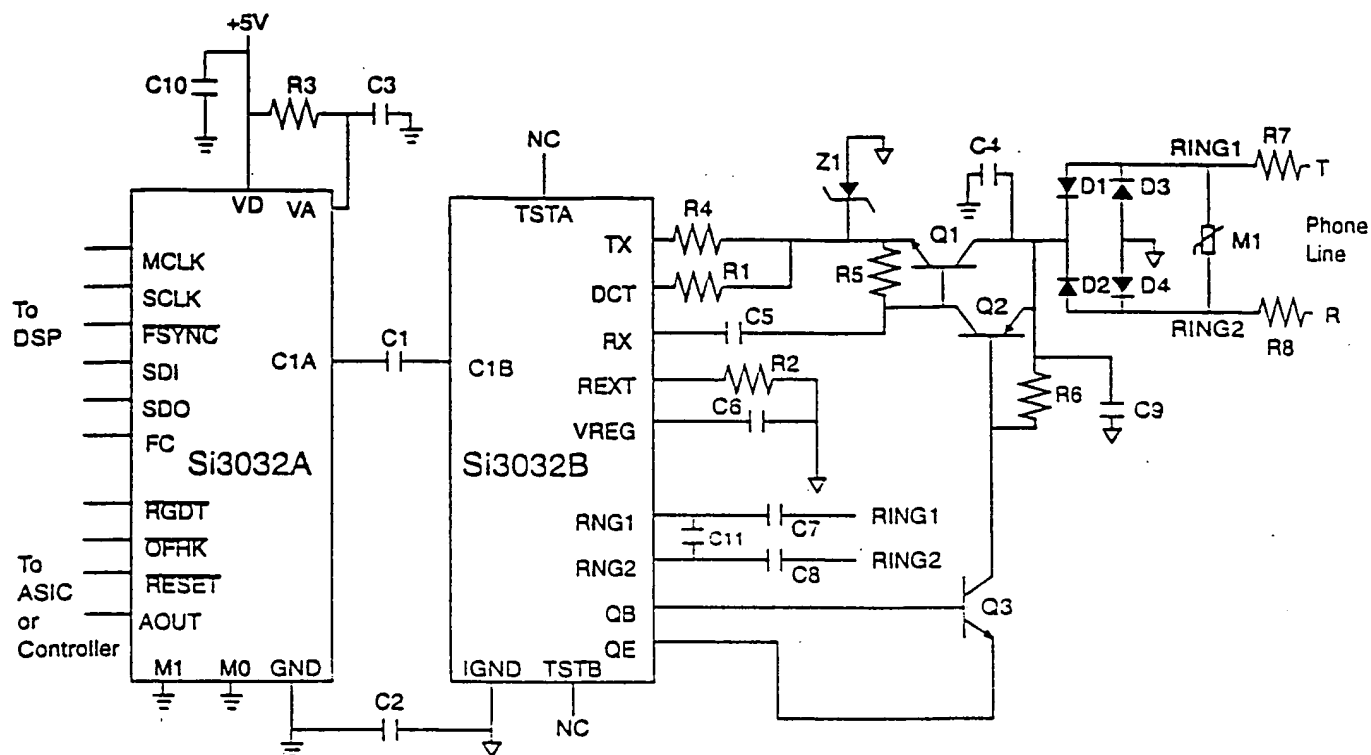 +5V
C10
R3
C3
VD
VA
NC
TSTA
Z1
C4
RING1
R7
T
D1
D3
D2
D4
M1
Phone
Line
RING2
R8
R
MCLK
SCLK
FSYNC
SDI
SDO
FC
To
DSP
C1A
C1
C1B
Si3032A
Si3032B
TX
R4
DCT
R1
RX
C5
R5
Q1
Q2
REXT
R2
C6
VREG
R6
C9
RGDT
OFHK
RESET
AOUT
To
ASIC
or
Controller
RNG1
C7
RING1
C11
RNG2
C8
RING2
QB
Q3
QE
M1
M0
GND
C2
IGND
TSTB
NC